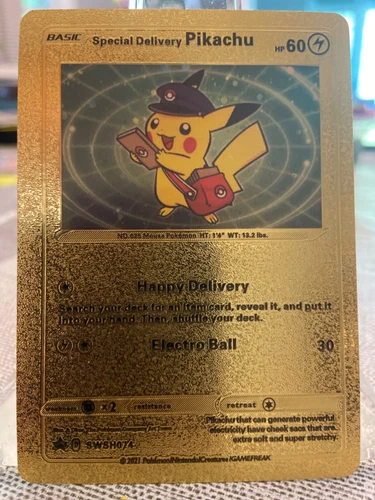 BASIC Special Delivery Pikachu HP 60
NO.025 Mouse Pokémon HT: 1'4" WT: 13.2 lbs.
Happy Delivery
Search your deck for an item card, reveal it, and put it
into your hand. Then, shuffle your deck.
Electro Ball 30
weakness x2 resistance retreat
Pikachu that can generate powerful
electricity have cheek sacs that are
extra soft and super stretchy.
SWSH074
©2021 Pokémon/Nintendo/Creatures/GAMEFREAK